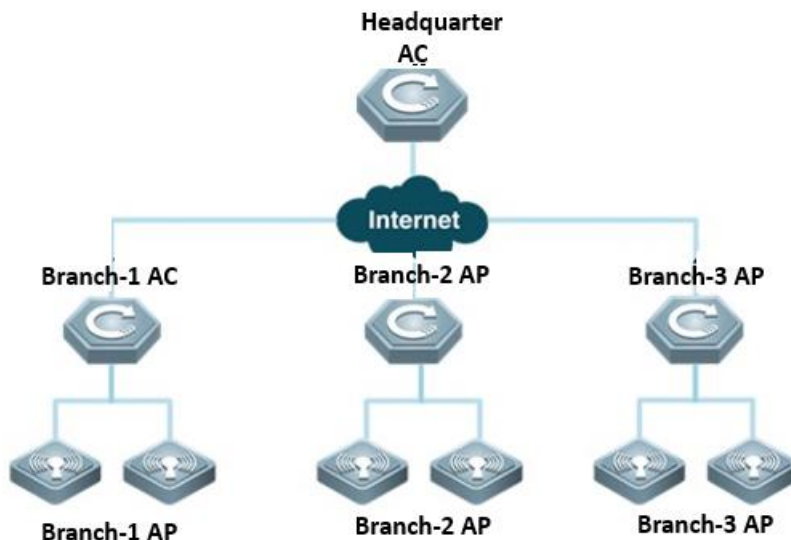 Headquarter
AC
Internet
Branch-1 AC
Branch-2 AP
Branch-3 AP
Branch-1 AP
Branch-2 AP
Branch-3 AP